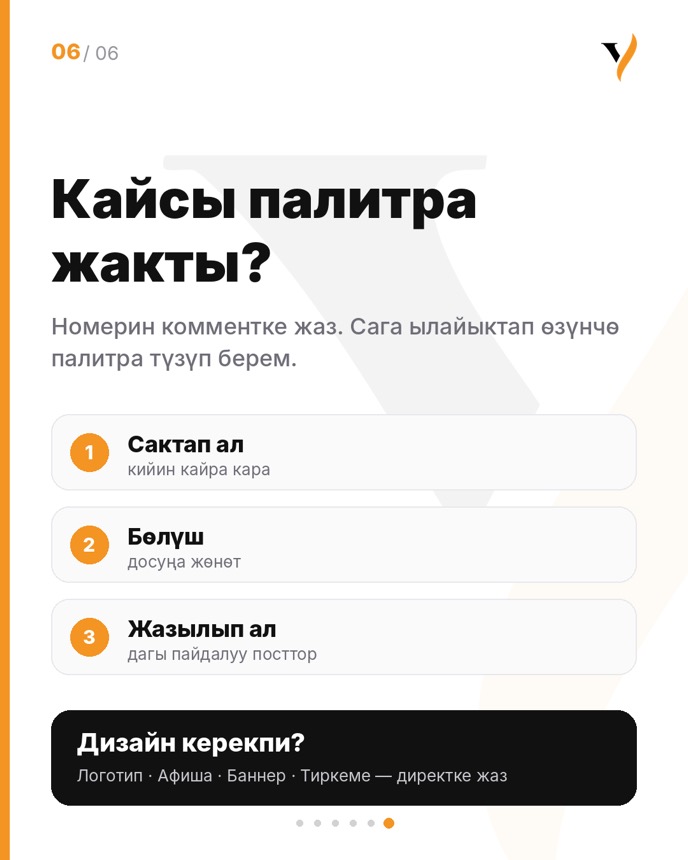 06 / 06
Кайсы палитра
жакты?
Номерин комментке жаз. Сага ылайыктап өзүнчө
палитра түзүп берем.
1
Сактап ал
кийин кайра кара
2
Бөлүш
досуңа жөнөт
3
Жазылып ал
дагы пайдалуу посттор
Дизайн керекпи?
Логотип · Афиша · Баннер · Тиркеме — директке жаз